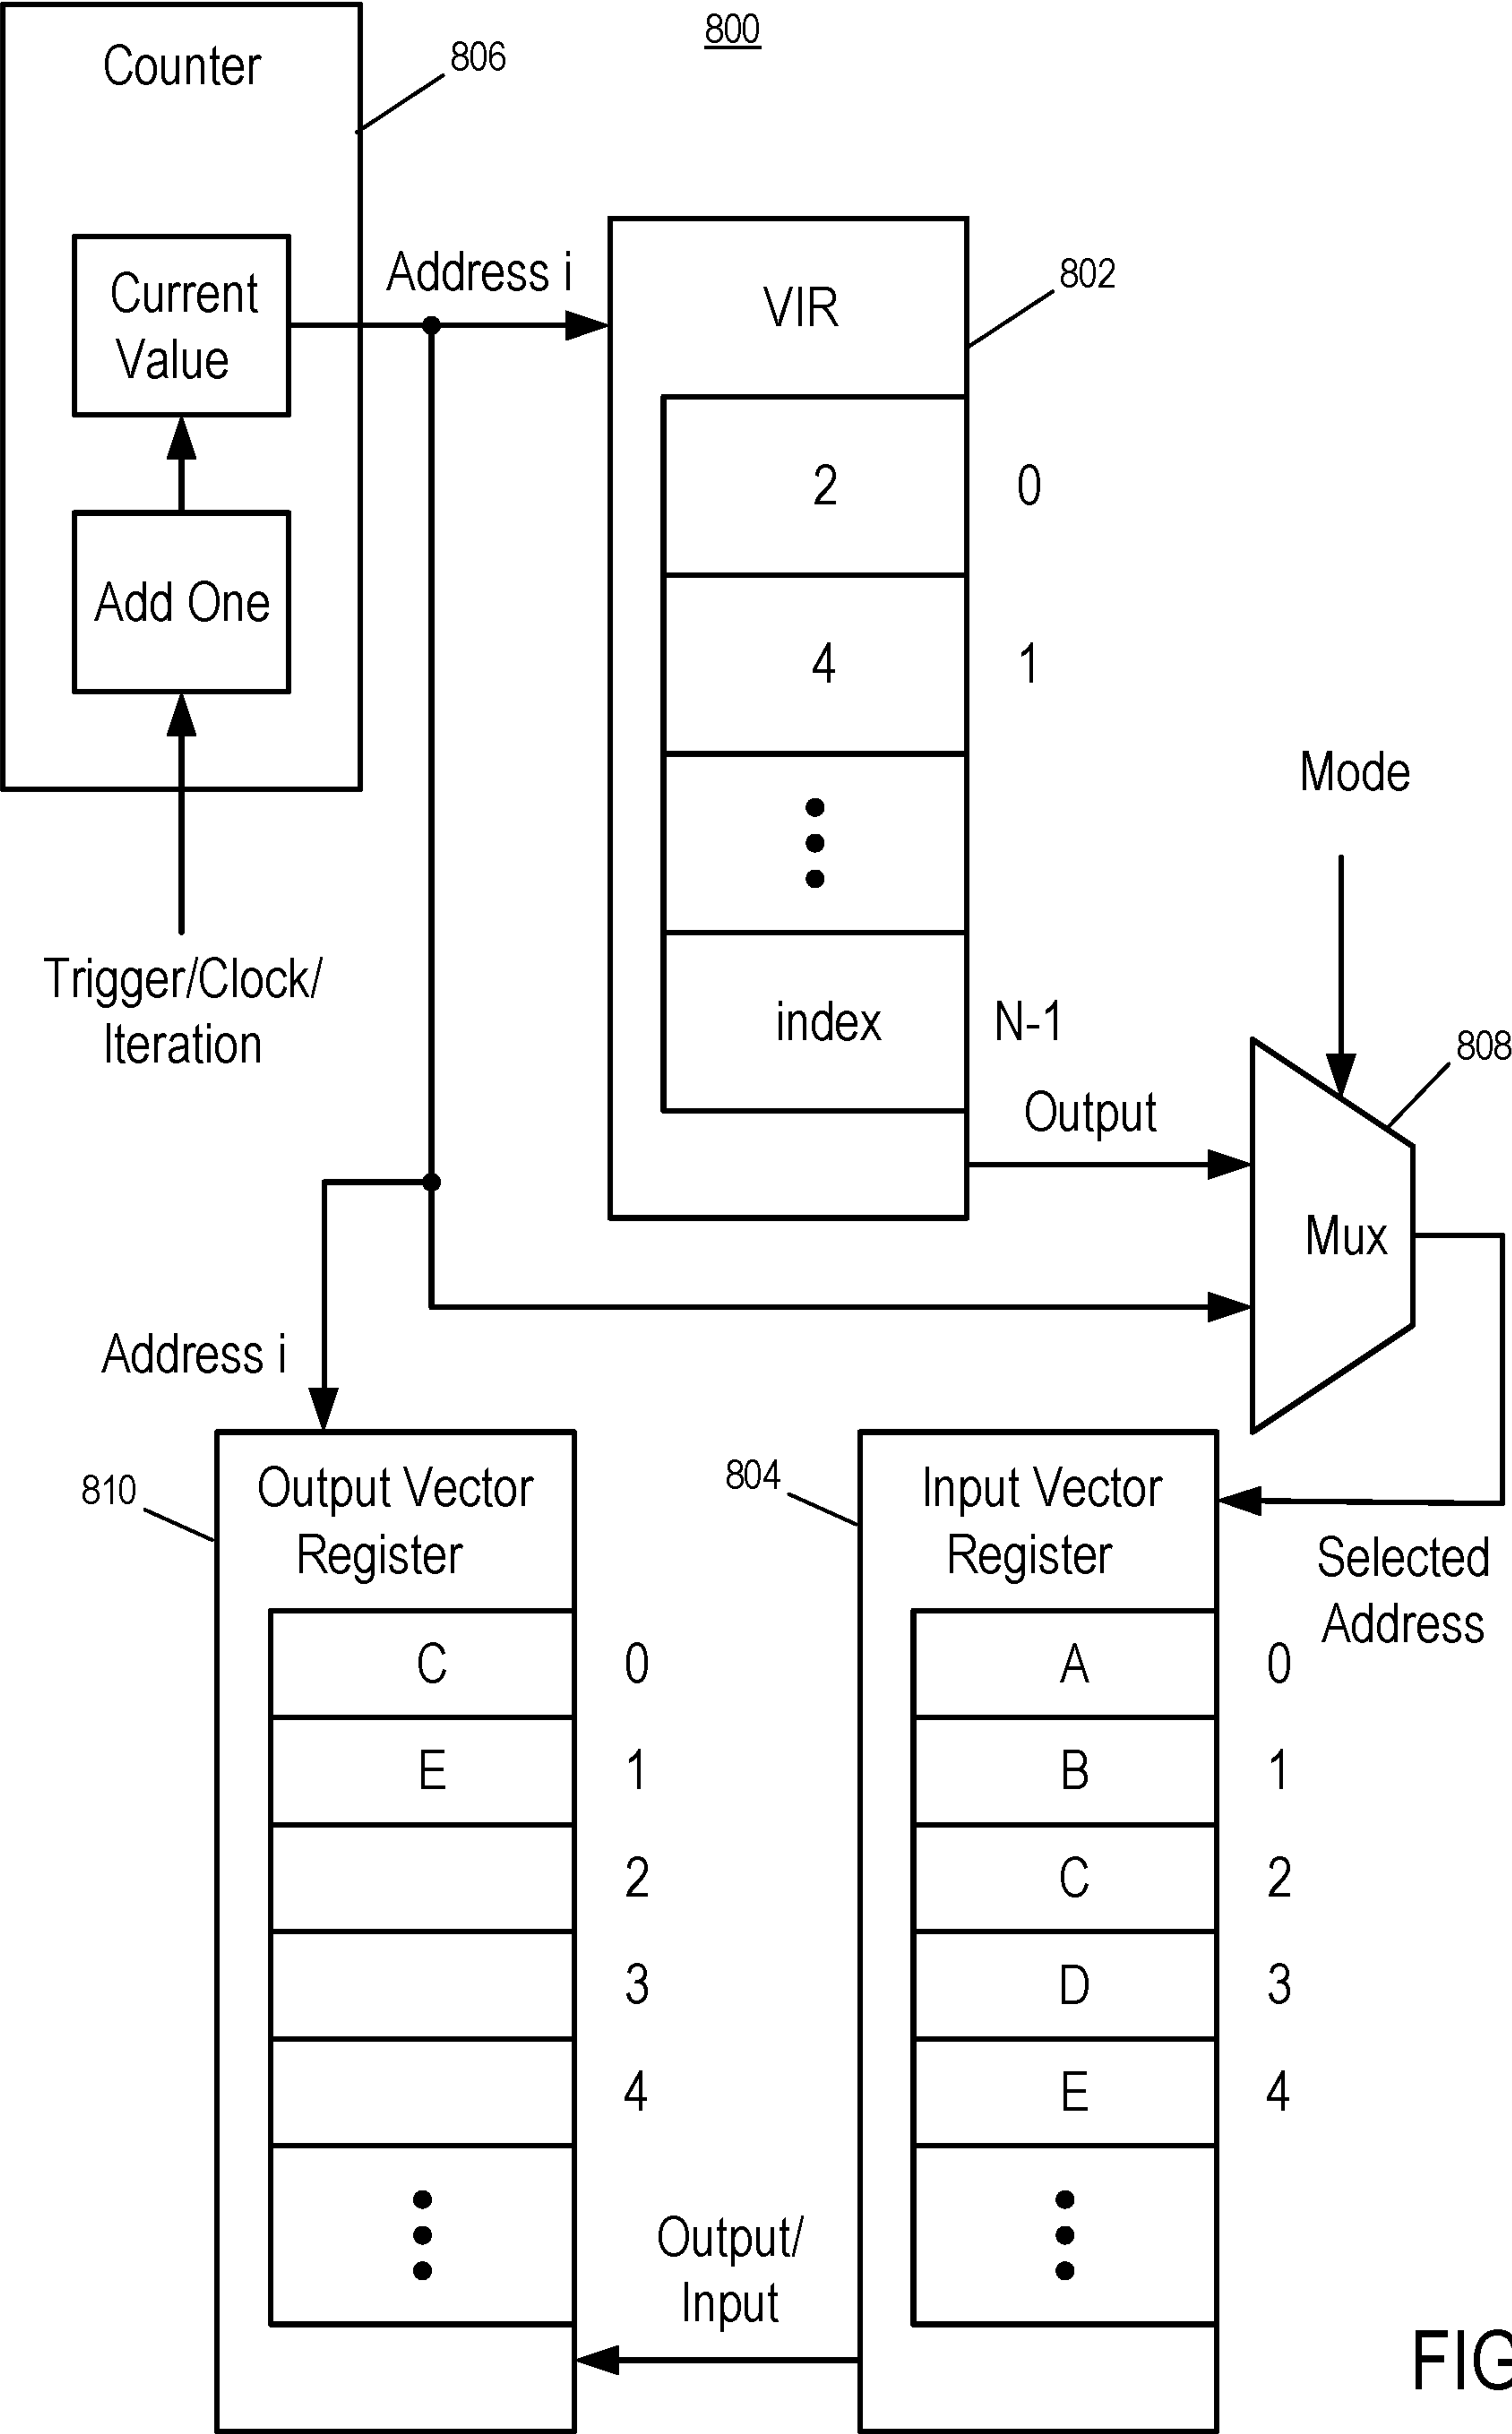 800
Counter
806
Current
Value
Add One
Trigger/Clock/
Iteration
Address i
VIR
802
2
0
4
1
index
N-1
Output
Mode
808
Mux
Address i
810
Output Vector
Register
C
0
E
1
2
3
4
804
Input Vector
Register
Selected
Address
A
0
B
1
C
2
D
3
E
4
Output/
Input
FIG